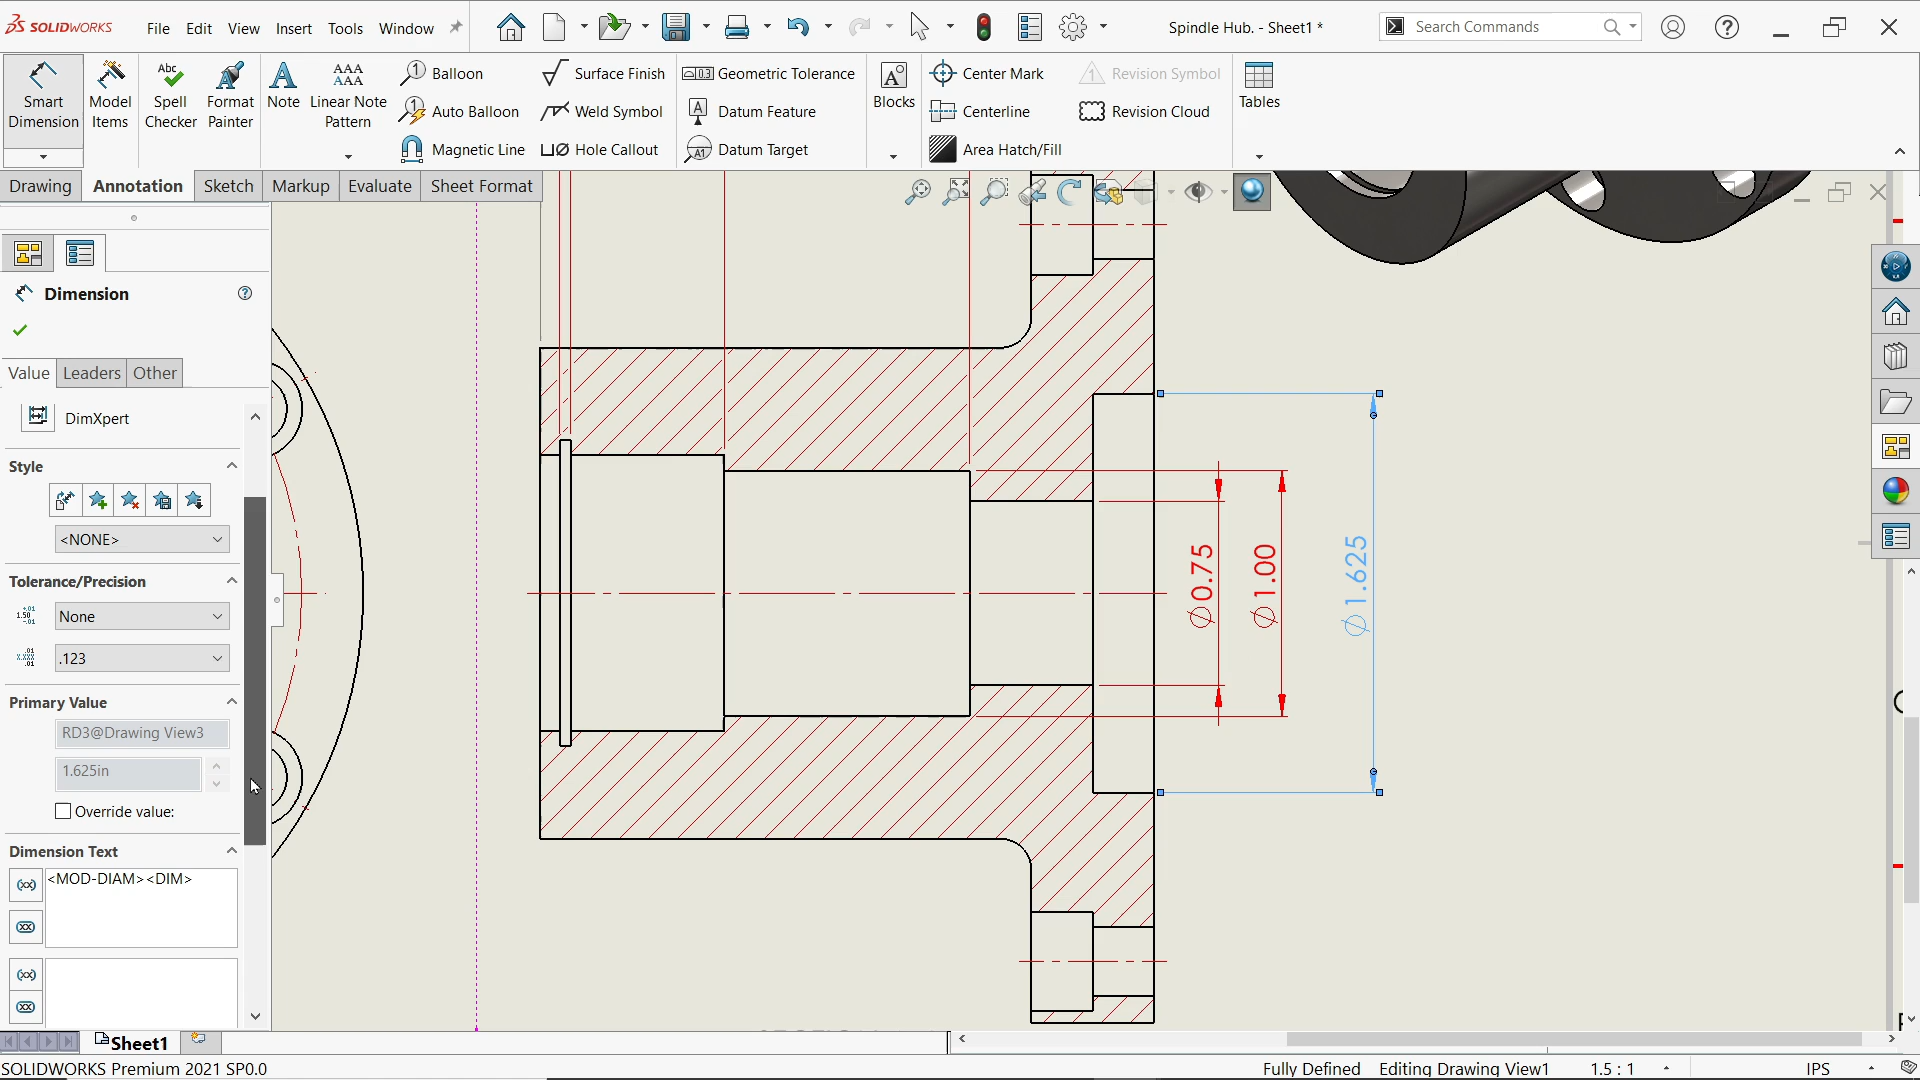 SOLIDWORKS
File Edit View Insert Tools Window
Spindle Hub. - Sheet1 *
Search Commands
Smart Dimension
Model Items
Abc
Spell Checker
Format Painter
A
Note
AAA
AAA
Linear Note Pattern
Balloon
Auto Balloon
Magnetic Line
Surface Finish
Weld Symbol
Hole Callout
Geometric Tolerance
Datum Feature
Datum Target
Blocks
Center Mark
Centerline
Area Hatch/Fill
Revision Symbol
Revision Cloud
Tables
Drawing Annotation Sketch Markup Evaluate Sheet Format
Dimension
Value Leaders Other
DimXpert
Style
<NONE>
Tolerance/Precision
None
.123
Primary Value
RD3@Drawing View3
1.625in
Override value:
Dimension Text
<MOD-DIAM><DIM>
∅0.75
∅1.00
∅1.625
Sheet1
SOLIDWORKS Premium 2021 SP0.0
Fully Defined Editing Drawing View1 1.5 : 1 IPS